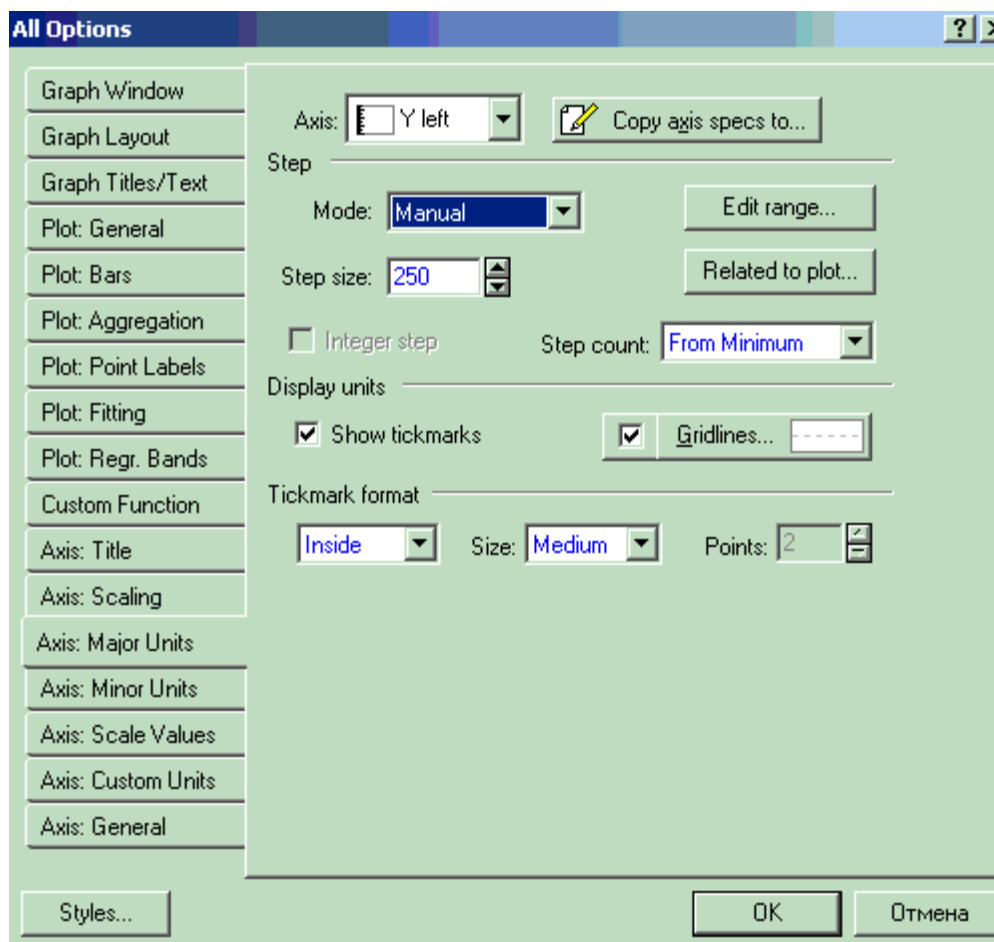 All Options
Graph Window
Graph Layout
Graph Titles/Text
Plot: General
Plot: Bars
Plot: Aggregation
Plot: Point Labels
Plot: Fitting
Plot: Regr. Bands
Custom Function
Axis: Title
Axis: Scaling
Axis: Major Units
Axis: Minor Units
Axis: Scale Values
Axis: Custom Units
Axis: General
Axis: Y left Copy axis specs to...
Step
Mode: Manual Edit range...
Step size: 250 Related to plot...
Integer step Step count: From Minimum
Display units
Show tickmarks Gridlines...
Tickmark format
Inside Size: Medium Points: 2
Styles... OK Отмена